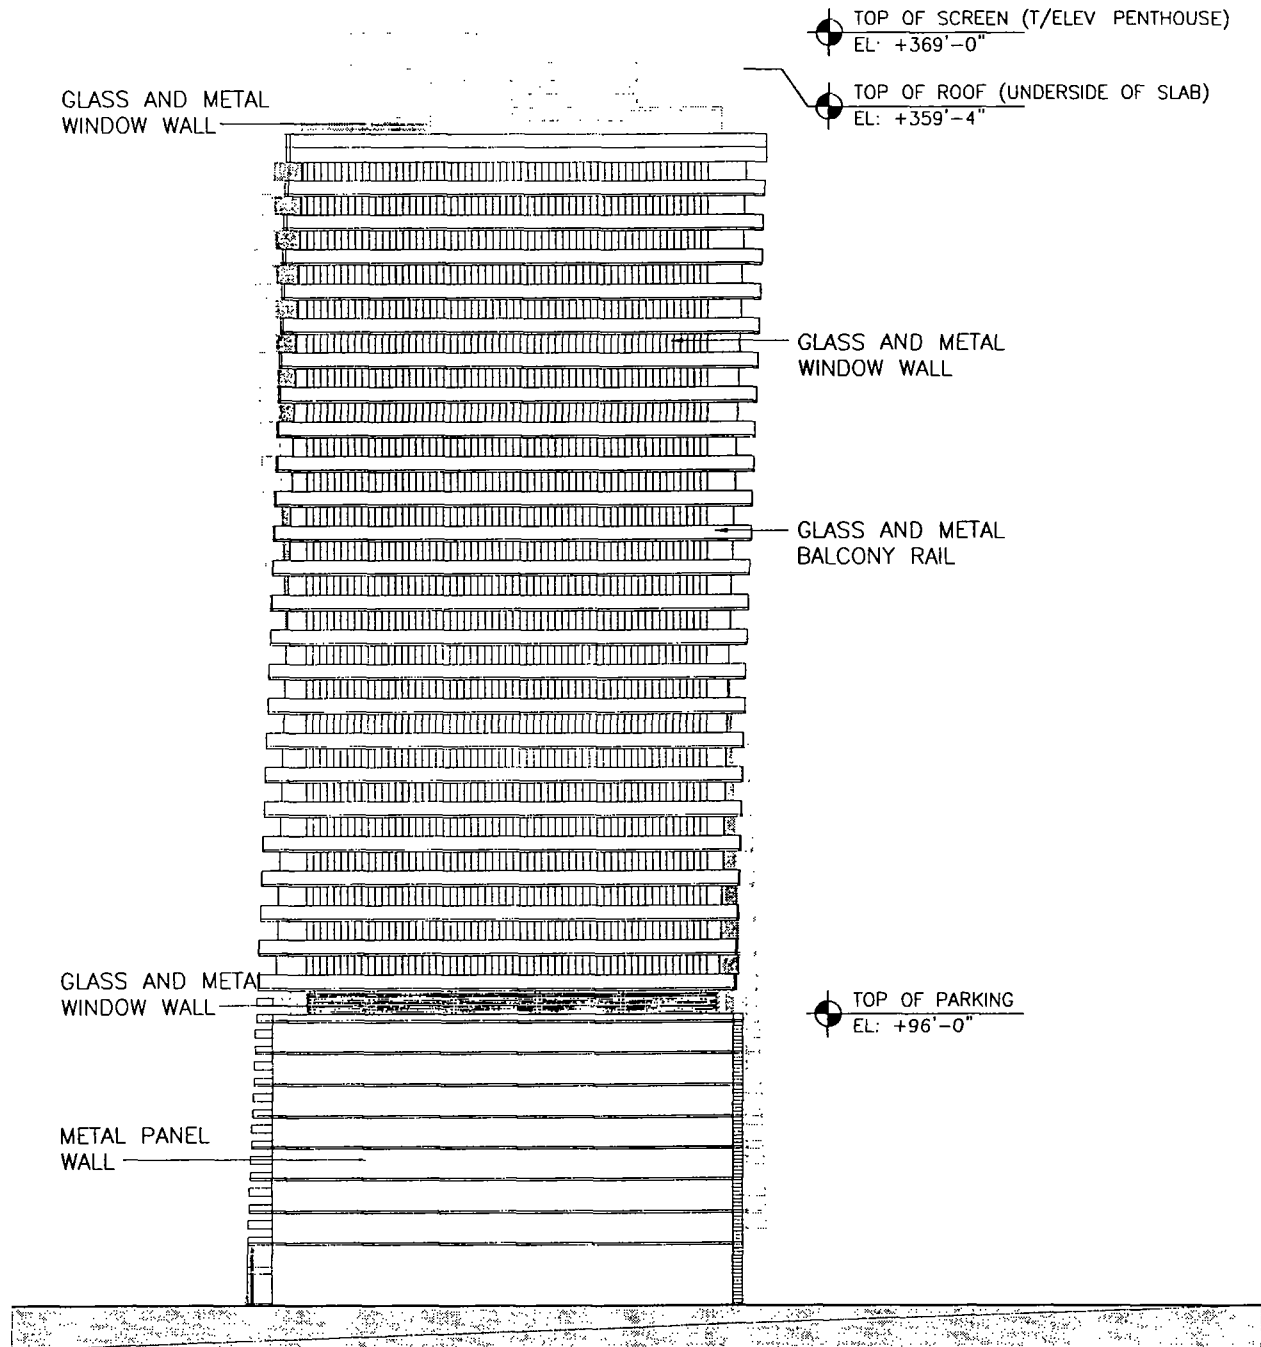 TOP OF SCREEN (T/ELEV PENTHOUSE)
EL: +369'-0"
TOP OF ROOF (UNDERSIDE OF SLAB)
EL: +359'-4"
GLASS AND METAL
WINDOW WALL
GLASS AND METAL
WINDOW WALL
GLASS AND METAL
BALCONY RAIL
GLASS AND METAL
WINDOW WALL
TOP OF PARKING
EL: +96'-0"
METAL PANEL
WALL